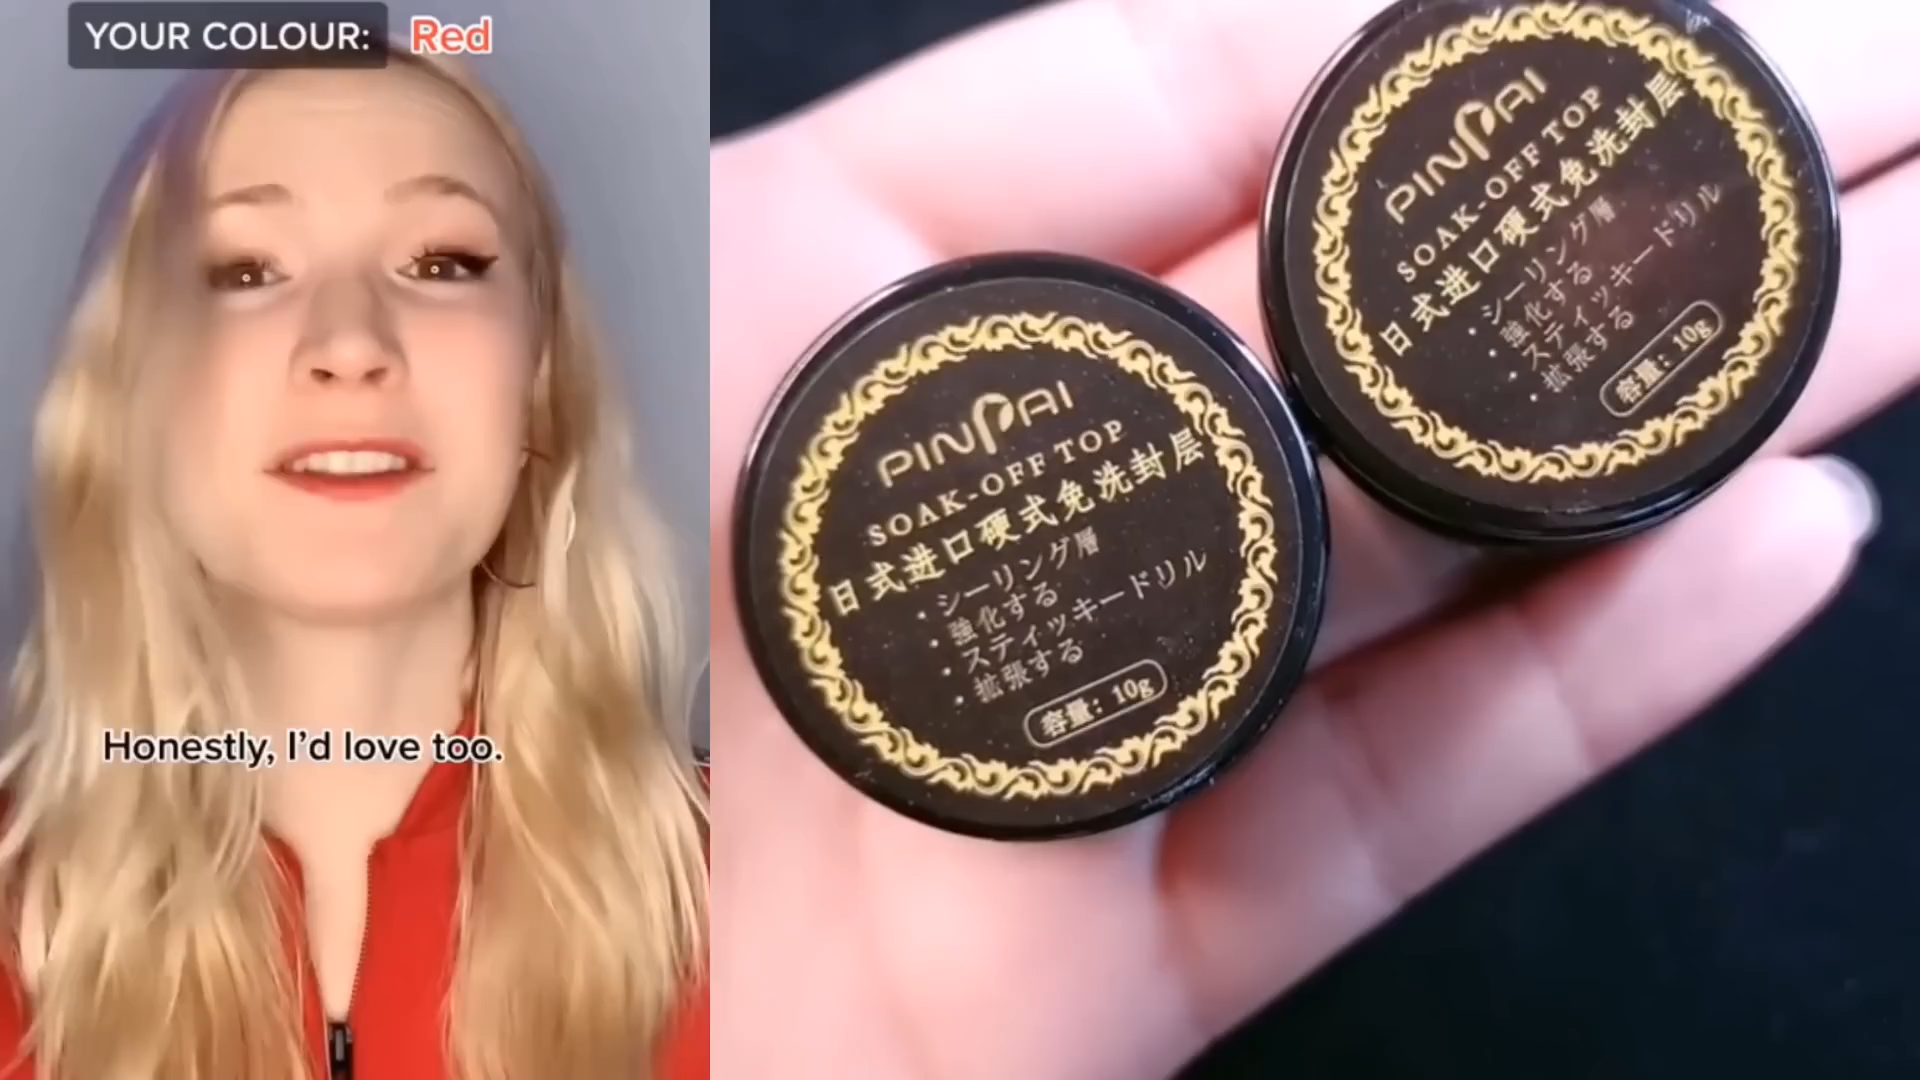 YOUR COLOUR: Red
Honestly, I'd love too.
PINPAI
SOAK-OFF TOP
日式进口硬式免洗封层
・シーリング層
・強化する
・スティッキードリル
・拡張する
容量：10g
PINPAI
SOAK-OFF TOP
日式进口硬式免洗封层
・シーリング層
・強化する
・スティッキードリル
・拡張する
容量：10g